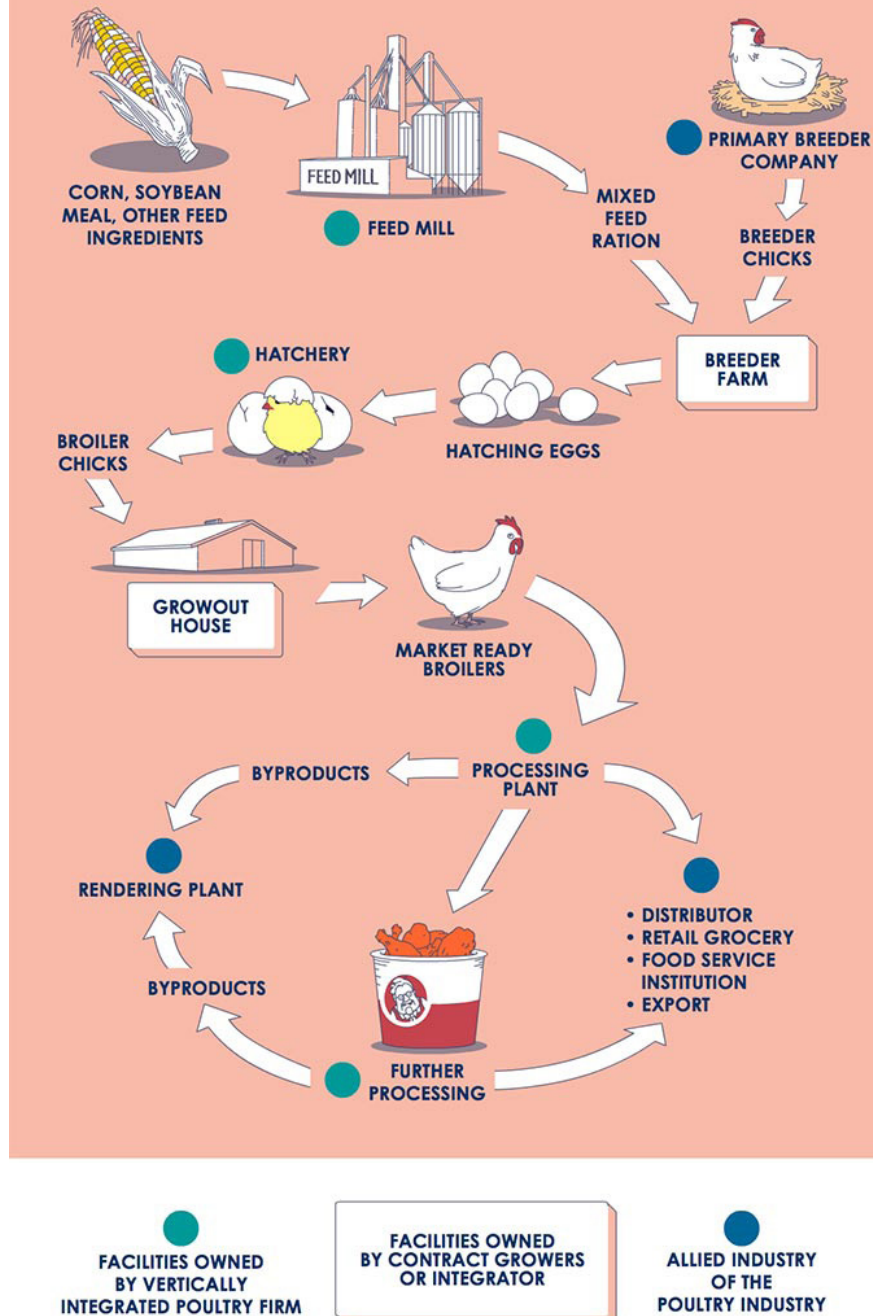 CORN, SOYBEAN
MEAL, OTHER FEED
INGREDIENTS
FEED MILL
FEED MILL
MIXED
FEED
RATION
PRIMARY BREEDER
COMPANY
BREEDER
CHICKS
BREEDER
FARM
HATCHING EGGS
HATCHERY
BROILER
CHICKS
GROWOUT
HOUSE
MARKET READY
BROILERS
PROCESSING
PLANT
BYPRODUCTS
RENDERING PLANT
• DISTRIBUTOR
• RETAIL GROCERY
• FOOD SERVICE
INSTITUTION
• EXPORT
BYPRODUCTS
FURTHER
PROCESSING
FACILITIES OWNED
BY VERTICALLY
INTEGRATED POULTRY FIRM
FACILITIES OWNED
BY CONTRACT GROWERS
OR INTEGRATOR
ALLIED INDUSTRY
OF THE
POULTRY INDUSTRY